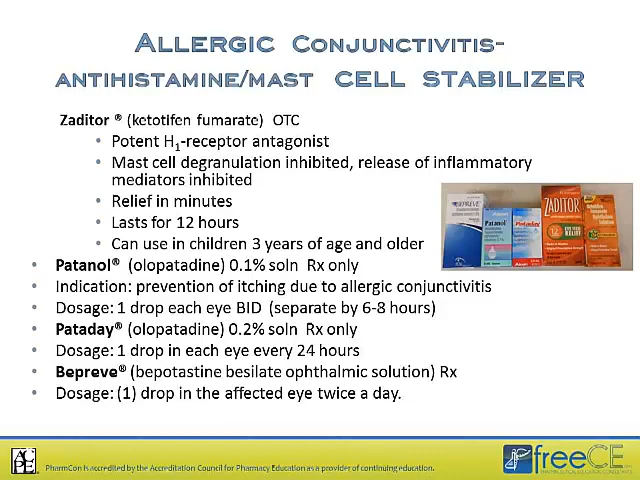 ALLERGIC CONJUNCTIVITIS-
ANTIHISTAMINE/MAST CELL STABILIZER
Zaditor ® (ketotifen fumarate) OTC
• Potent H1-receptor antagonist
• Mast cell degranulation inhibited, release of inflammatory
mediators inhibited
• Relief in minutes
• Lasts for 12 hours
• Can use in children 3 years of age and older
BEPREVE
Patanol
Pataday
ZADITOR
• Patanol® (olopatadine) 0.1% soln Rx only
• Indication: prevention of itching due to allergic conjunctivitis
• Dosage: 1 drop each eye BID (separate by 6-8 hours)
• Pataday® (olopatadine) 0.2% soln Rx only
• Dosage: 1 drop in each eye every 24 hours
• Bepreve® (bepotastine besilate ophthalmic solution) Rx
• Dosage: (1) drop in the affected eye twice a day.
ACPE
PharmCon is accredited by the Accreditation Council for Pharmacy Education as a provider of continuing education.
freeCE